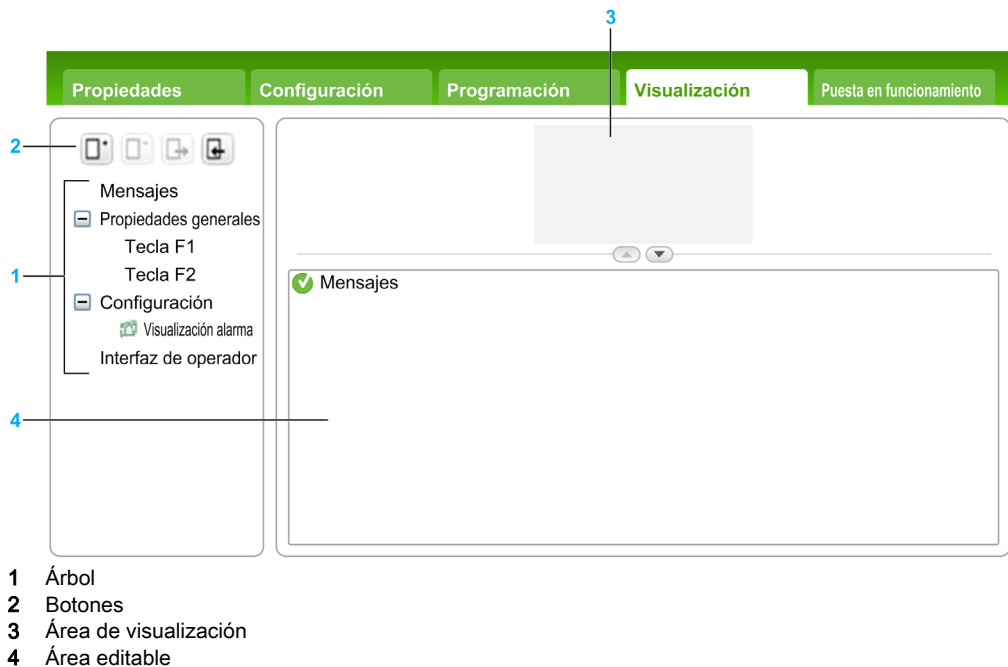 3
Propiedades Configuración Programación Visualización Puesta en funcionamiento
2
Mensajes
Propiedades generales
Tecla F1
1
Tecla F2
Configuración
Visualización alarma
Interfaz de operador
Mensajes
4
1 Árbol
2 Botones
3 Área de visualización
4 Área editable